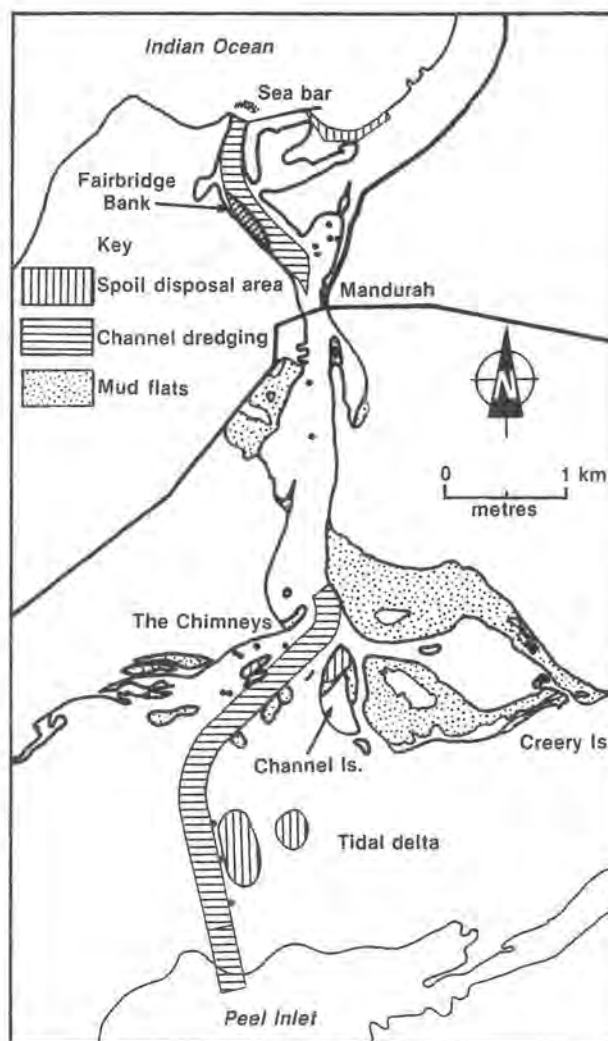 Indian Ocean
Sea bar
Fairbridge
Bank
Key
Spoil disposal area
Mandurah
Channel dredging
N
Mud flats
0 1 km
metres
The Chimneys
Creery Is.
Channel Is.
Tidal delta
Peel Inlet